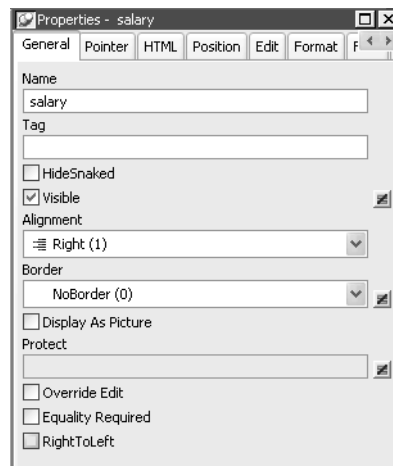 Properties - salary
General Pointer HTML Position Edit Format
Name
salary
Tag
HideSnaked
Visible
Alignment
Right (1)
Border
NoBorder (0)
Display As Picture
Protect
Override Edit
Equality Required
RightToLeft